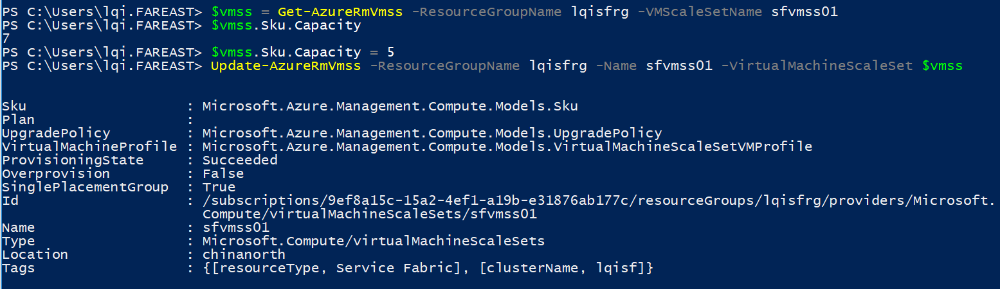 PS C:\Users\lqi.FAREAST> $vmss = Get-AzureRmVmss -ResourceGroupName lqisfrg -VMScaleSetName sfvmss01
PS C:\Users\lqi.FAREAST> $vmss.Sku.Capacity
7
PS C:\Users\lqi.FAREAST> $vmss.Sku.Capacity = 5
PS C:\Users\lqi.FAREAST> Update-AzureRmVmss -ResourceGroupName lqisfrg -Name sfvmss01 -VirtualMachineScaleSet $vmss
Sku                   : Microsoft.Azure.Management.Compute.Models.Sku
Plan                  :
UpgradePolicy         : Microsoft.Azure.Management.Compute.Models.UpgradePolicy
VirtualMachineProfile : Microsoft.Azure.Management.Compute.Models.VirtualMachineScaleSetVMProfile
ProvisioningState     : Succeeded
Overprovision         : False
SinglePlacementGroup  : True
Id                    : /subscriptions/9ef8a15c-15a2-4ef1-a19b-e31876ab177c/resourceGroups/lqisfrg/providers/Microsoft.
                        Compute/virtualMachineScaleSets/sfvmss01
Name                  : sfvmss01
Type                  : Microsoft.Compute/virtualMachineScaleSets
Location              : chinanorth
Tags                  : {[resourceType, Service Fabric], [clusterName, lqisf]}